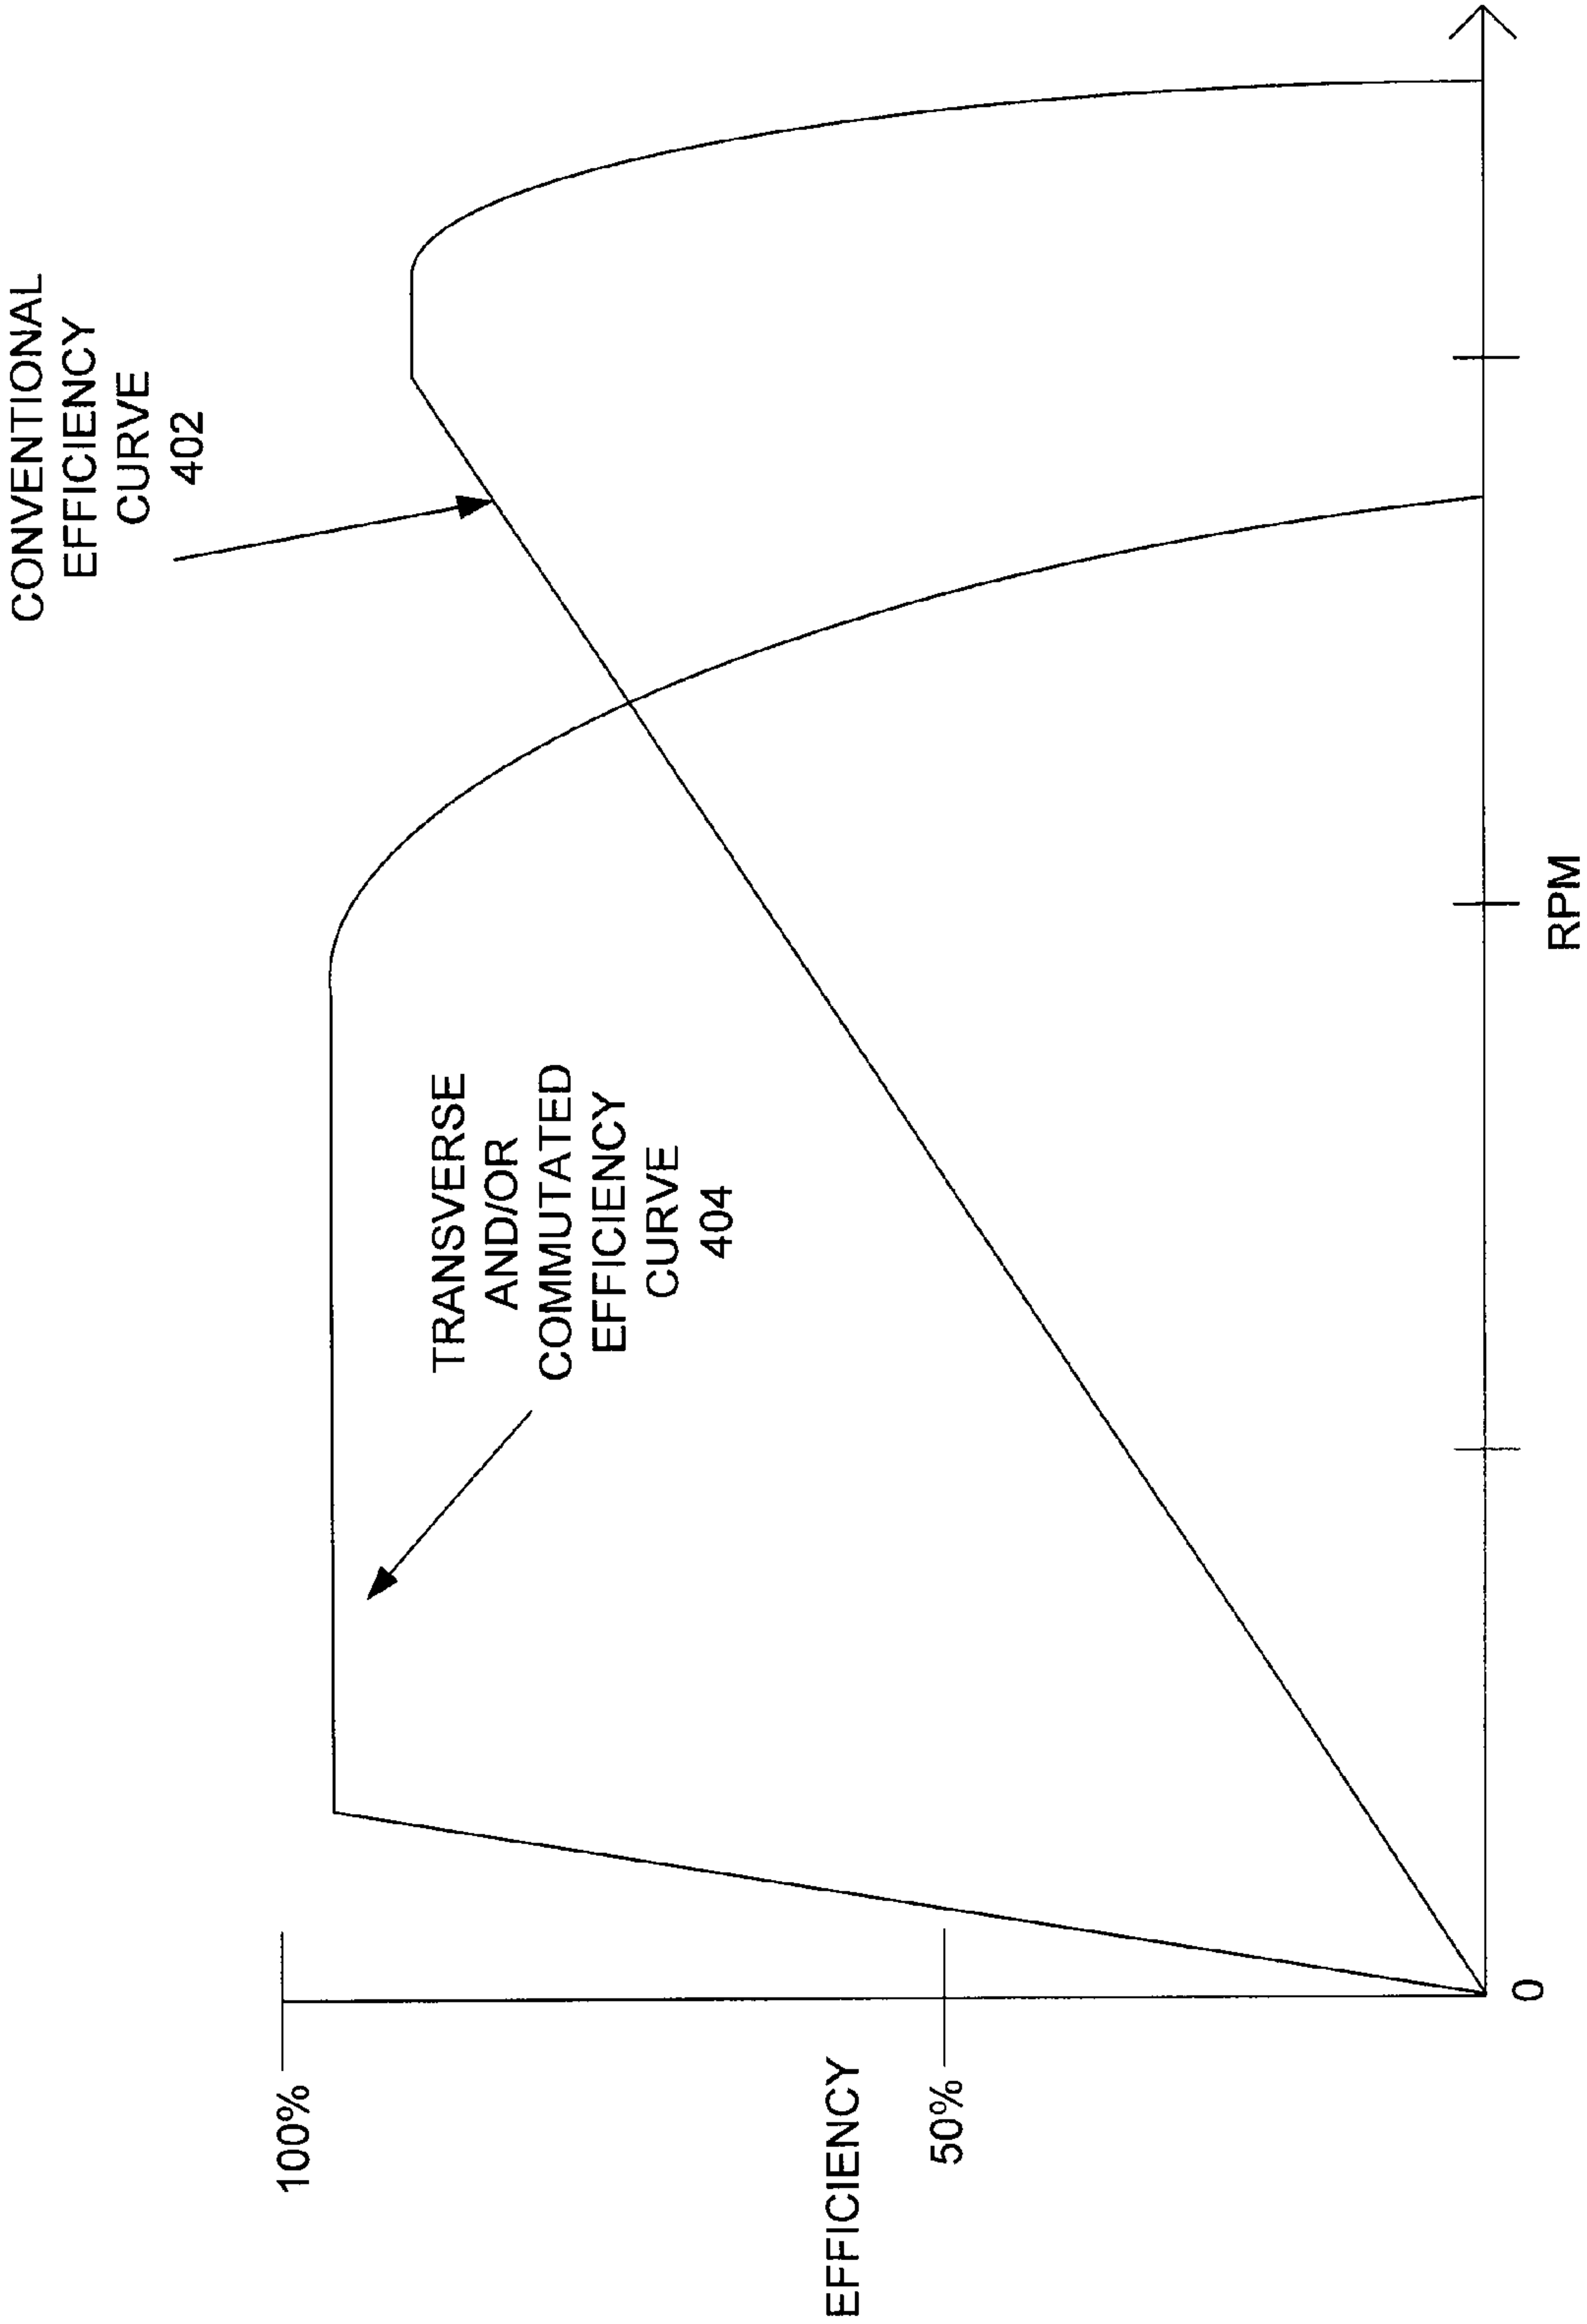 CONVENTIONAL
EFFICIENCY
CURVE
402
100%
TRANSVERSE
AND/OR
COMMUTATED
EFFICIENCY
CURVE
404
EFFICIENCY
50%
0
RPM